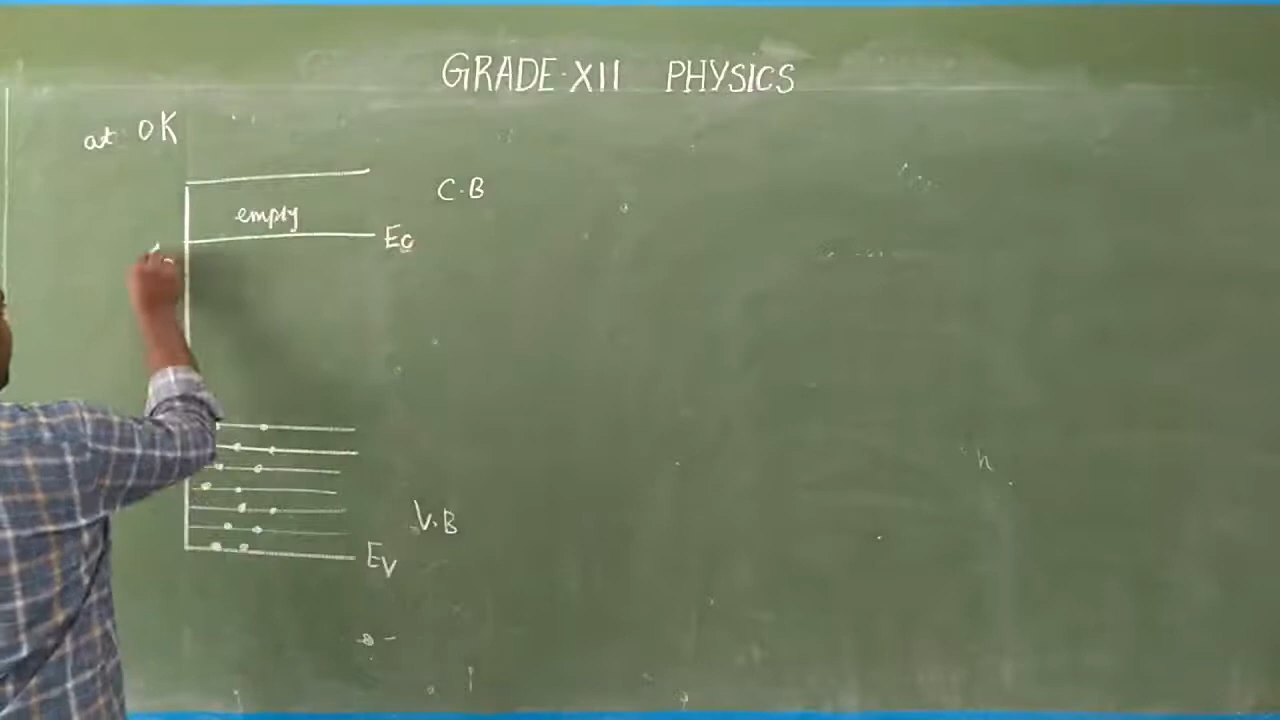 GRADE-XII PHYSICS
at 0K
C.B
empty
Ec
V.B
Ev
h